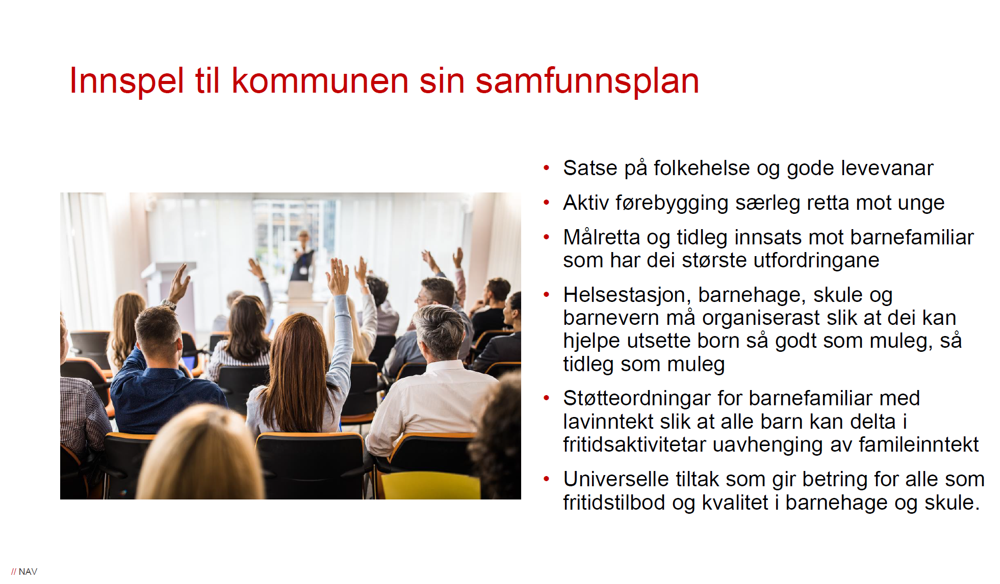 Innspel til kommunen sin samfunnsplan
• Satse på folkehelse og gode levevanar
• Aktiv førebygging særleg retta mot unge
• Målretta og tidleg innsats mot barnefamiliar
som har dei største utfordringane
• Helsestasjon, barnehage, skule og
barnevern må organiserast slik at dei kan
hjelpe utsette born så godt som muleg, så
tidleg som muleg
• Støtteordningar for barnefamiliar med
lavinntekt slik at alle barn kan delta i
fritidsaktivitetar uavhenging av famileinntekt
• Universelle tiltak som gir betring for alle som
fritidstilbod og kvalitet i barnehage og skule.
// NAV